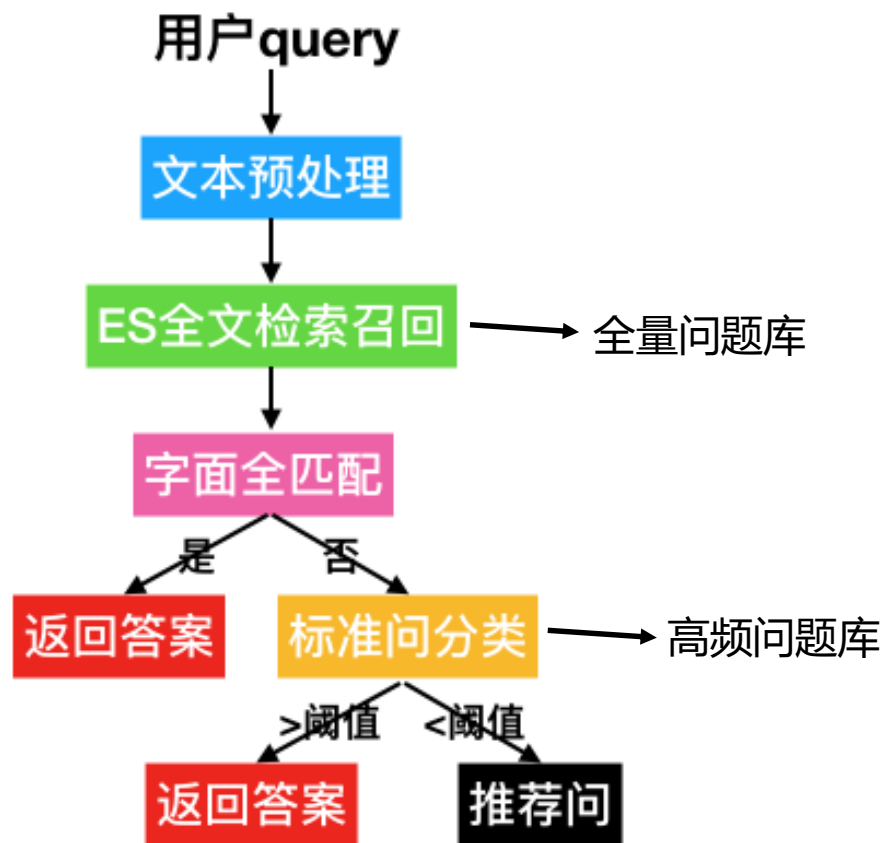 用户query
文本预处理
ES全文检索召回
全量问题库
字面全匹配
是
否
返回答案
标准问分类
高频问题库
>阈值
<阈值
返回答案
推荐问